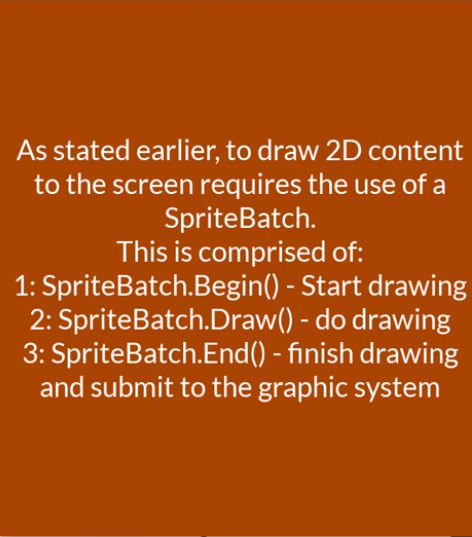 As stated earlier, to draw 2D content
to the screen requires the use of a
SpriteBatch.
This is comprised of:
1: SpriteBatch.Begin() - Start drawing
2: SpriteBatch.Draw() - do drawing
3: SpriteBatch.End() - finish drawing
and submit to the graphic system